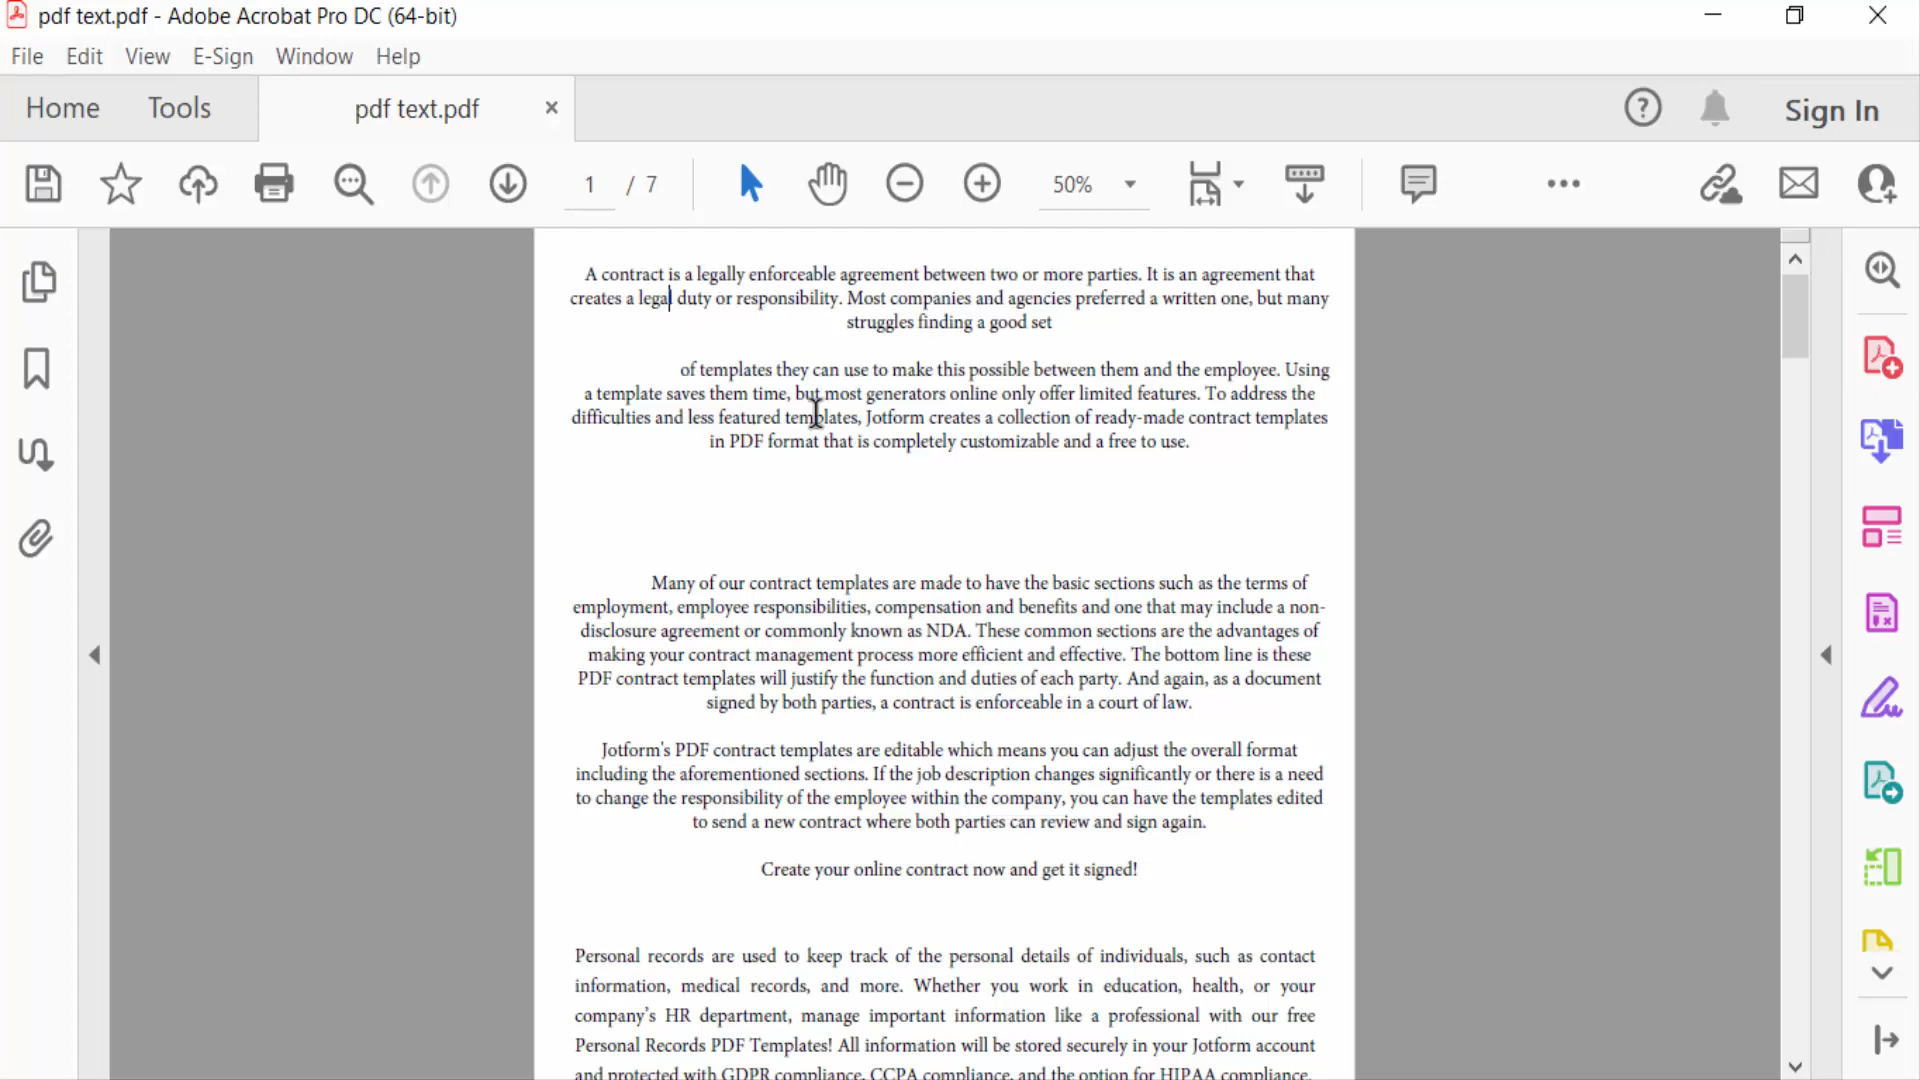 pdf text.pdf - Adobe Acrobat Pro DC (64-bit)
File Edit View E-Sign Window Help
Home Tools pdf text.pdf × Sign In
1 / 7 50%
A contract is a legally enforceable agreement between two or more parties. It is an agreement that
creates a legal duty or responsibility. Most companies and agencies preferred a written one, but many
struggles finding a good set
of templates they can use to make this possible between them and the employee. Using
a template saves them time, but most generators online only offer limited features. To address the
difficulties and less featured templates, Jotform creates a collection of ready-made contract templates
in PDF format that is completely customizable and a free to use.
Many of our contract templates are made to have the basic sections such as the terms of
employment, employee responsibilities, compensation and benefits and one that may include a non-
disclosure agreement or commonly known as NDA. These common sections are the advantages of
making your contract management process more efficient and effective. The bottom line is these
PDF contract templates will justify the function and duties of each party. And again, as a document
signed by both parties, a contract is enforceable in a court of law.
Jotform's PDF contract templates are editable which means you can adjust the overall format
including the aforementioned sections. If the job description changes significantly or there is a need
to change the responsibility of the employee within the company, you can have the templates edited
to send a new contract where both parties can review and sign again.
Create your online contract now and get it signed!
Personal records are used to keep track of the personal details of individuals, such as contact
information, medical records, and more. Whether you work in education, health, or your
company's HR department, manage important information like a professional with our free
Personal Records PDF Templates! All information will be stored securely in your Jotform account
and protected with GDPR compliance, CCPA compliance, and the option for HIPAA compliance.